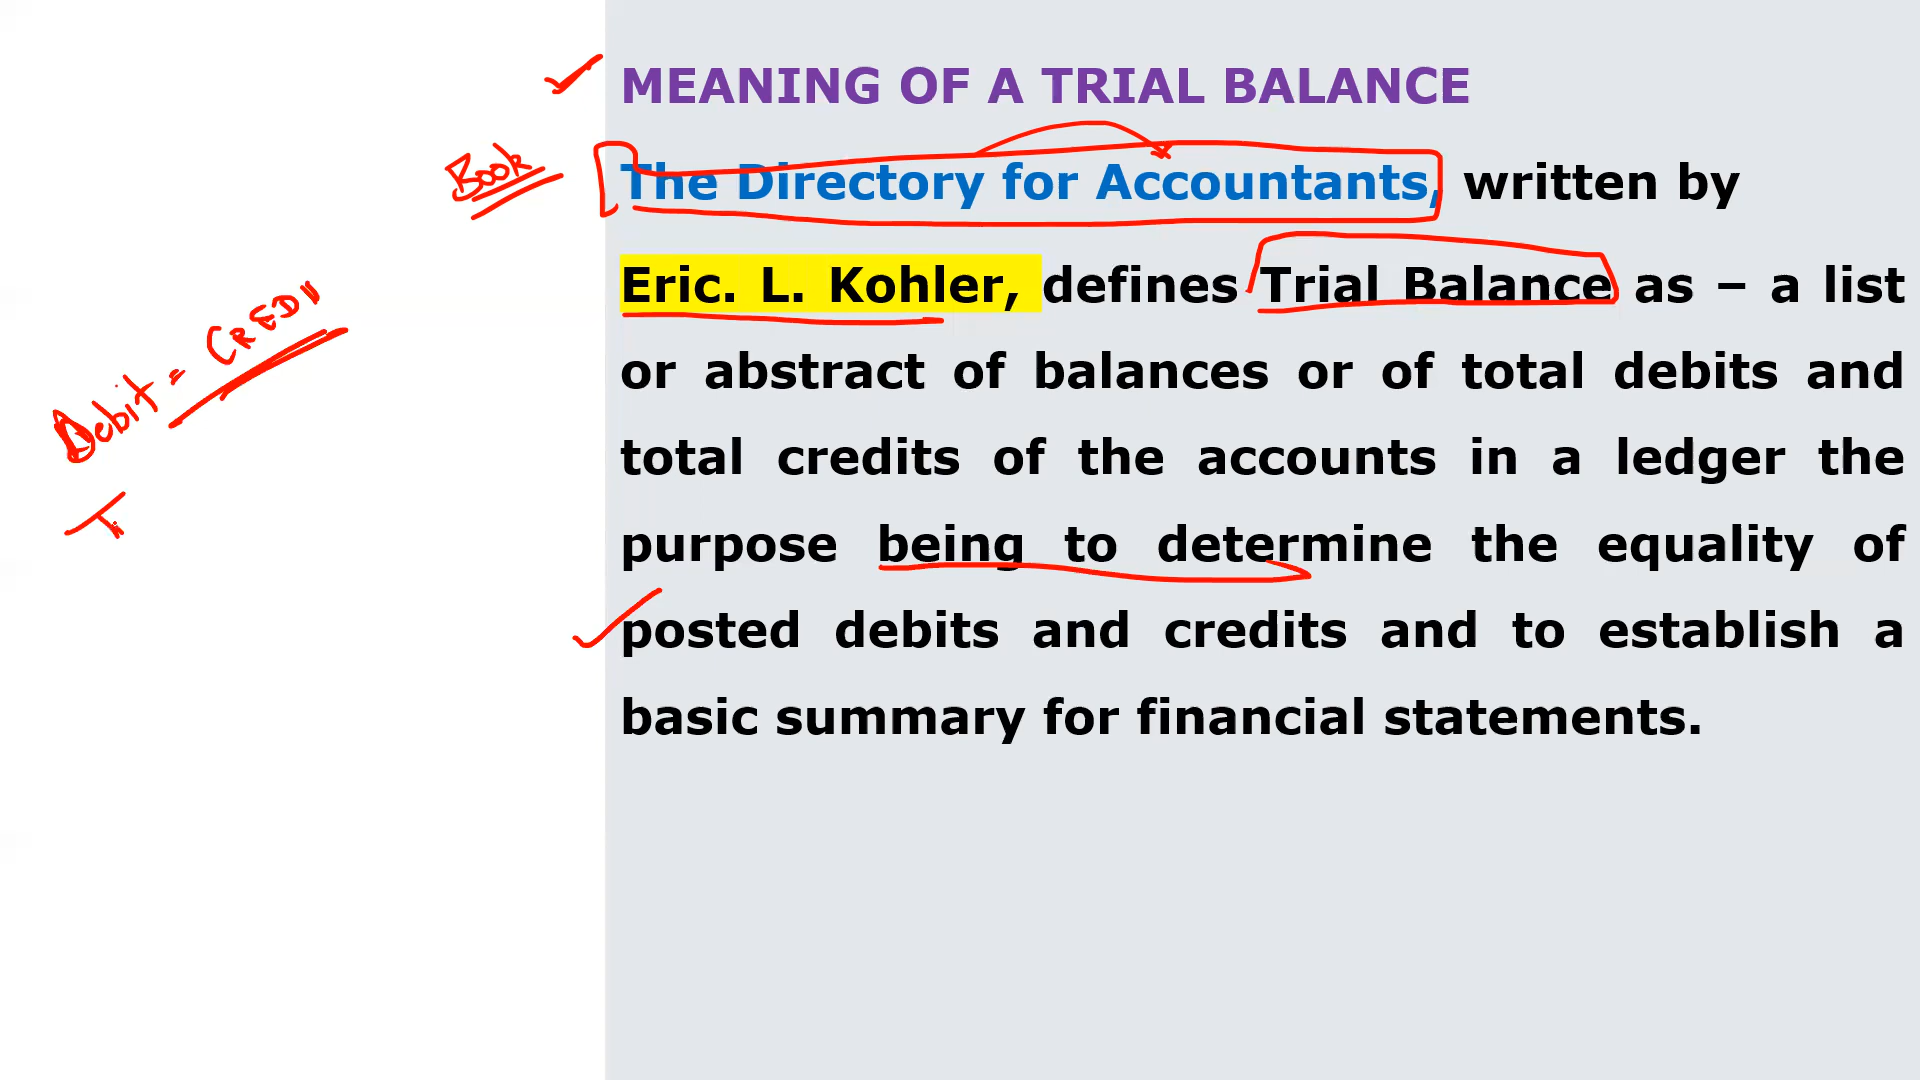 MEANING OF A TRIAL BALANCE
Book
The Directory for Accountants, written by
Eric. L. Kohler, defines Trial Balance as – a list
or abstract of balances or of total debits and
total credits of the accounts in a ledger the
purpose being to determine the equality of
posted debits and credits and to establish a
basic summary for financial statements.
Debit =